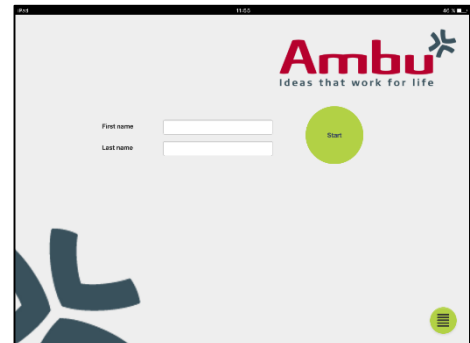 iPad 11:55 46 %
Ambu
Ideas that work for life
First name
Start
Last name